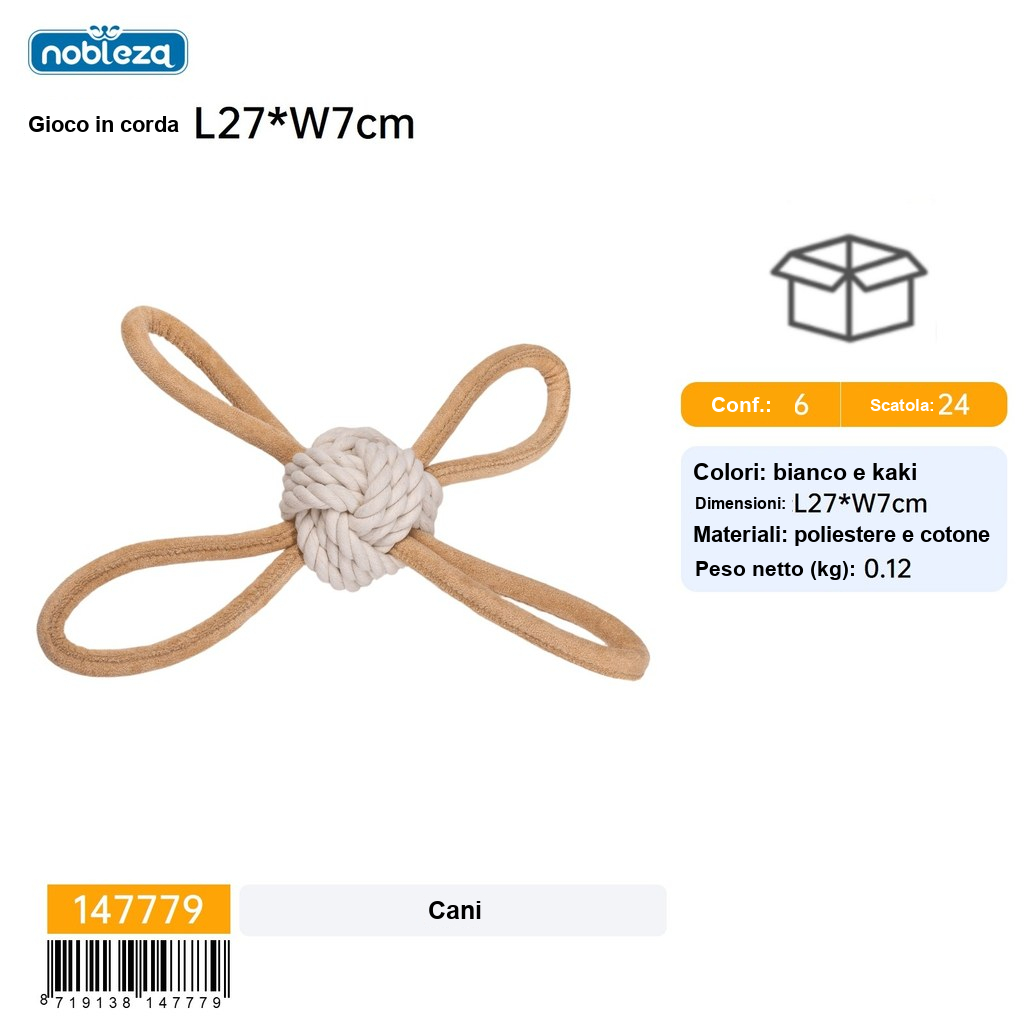 nobleza
Gioco in corda L27*W7cm
Conf.: 6 Scatola: 24
Colori: bianco e kaki
Dimensioni: L27*W7cm
Materiali: poliestere e cotone
Peso netto (kg): 0.12
147779 Cani
8 719138 147779